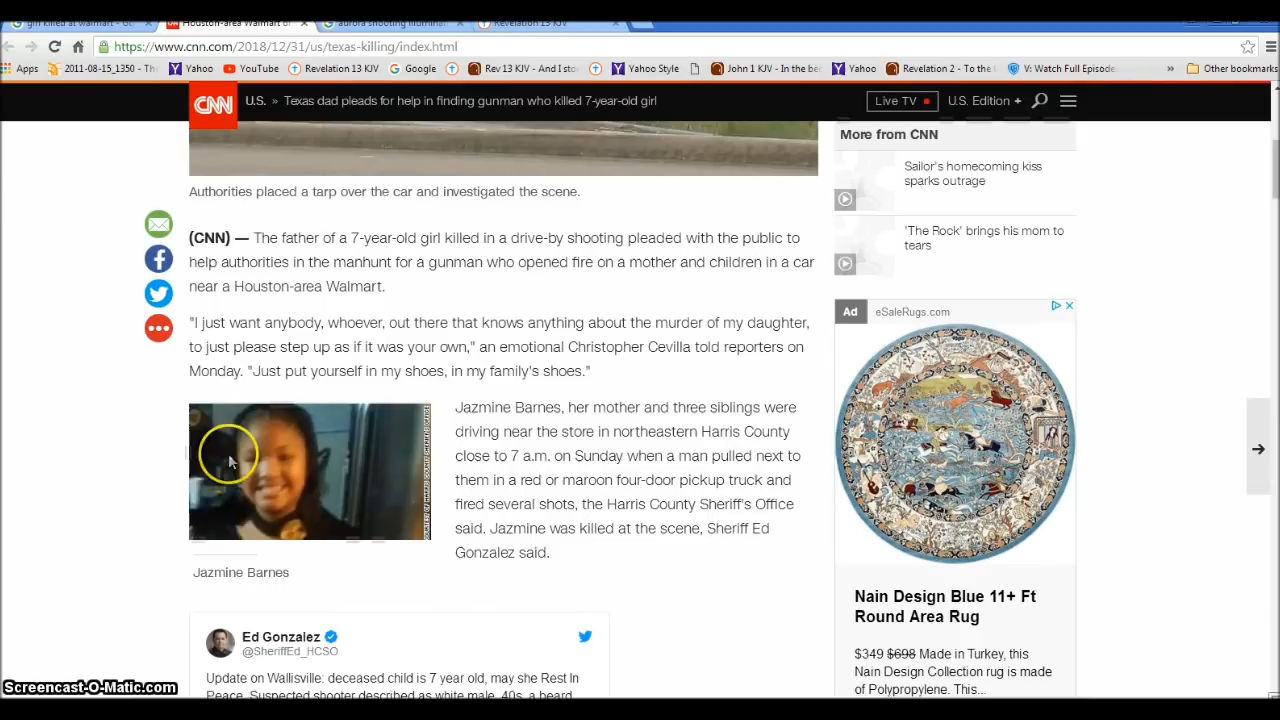 girl killed at walmart - Go
Houston-area Walmart dr
aurora shooting illuminati
Revelation 13 KJV
https://www.cnn.com/2018/12/31/us/texas-killing/index.html
Apps 2011-08-15_1350 - Th Yahoo YouTube Revelation 13 KJV Google Rev 13 KJV - And I sto Yahoo Style John 1 KJV - In the be Yahoo Revelation 2 - To the V: Watch Full Episode » Other bookmarks
CNN U.S. » Texas dad pleads for help in finding gunman who killed 7-year-old girl Live TV U.S. Edition +
Authorities placed a tarp over the car and investigated the scene.
(CNN) — The father of a 7-year-old girl killed in a drive-by shooting pleaded with the public to
help authorities in the manhunt for a gunman who opened fire on a mother and children in a car
near a Houston-area Walmart.
"I just want anybody, whoever, out there that knows anything about the murder of my daughter,
to just please step up as if it was your own," an emotional Christopher Cevilla told reporters on
Monday. "Just put yourself in my shoes, in my family's shoes."
COURTESY OF HARRIS COUNTY SHERIFF'S OFFICE
Jazmine Barnes
Jazmine Barnes, her mother and three siblings were
driving near the store in northeastern Harris County
close to 7 a.m. on Sunday when a man pulled next to
them in a red or maroon four-door pickup truck and
fired several shots, the Harris County Sheriff's Office
said. Jazmine was killed at the scene, Sheriff Ed
Gonzalez said.
Ed Gonzalez
@SheriffEd_HCSO
Update on Wallisville: deceased child is 7 year old, may she Rest In
Peace. Suspected shooter described as white male, 40s, a beard
More from CNN
Sailor's homecoming kiss
sparks outrage
'The Rock' brings his mom to
tears
Ad eSaleRugs.com
Nain Design Blue 11+ Ft
Round Area Rug
$349 $698 Made in Turkey, this
Nain Design Collection rug is made
of Polypropylene. This...
Screencast-O-Matic.com